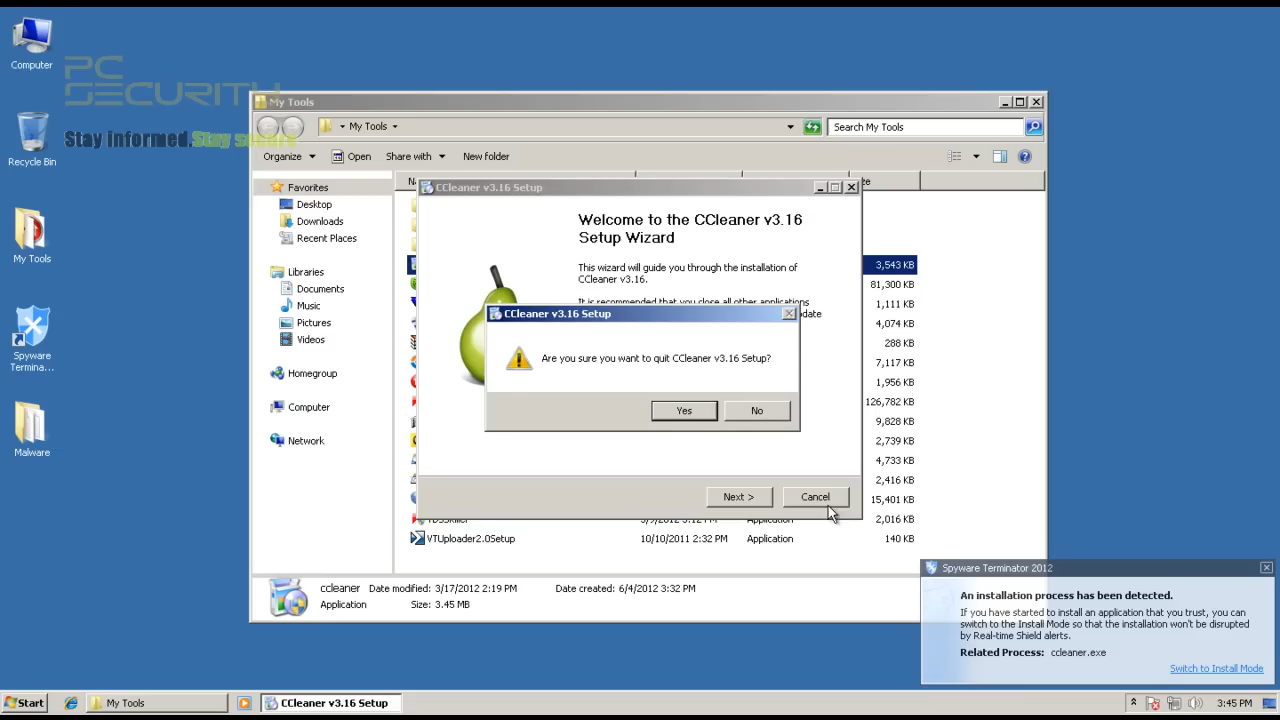 Computer
PC
SECURITY
Stay informed.Stay secure
Recycle Bin
My Tools
Spyware
Termina...
Malware
My Tools
My Tools
Search My Tools
Organize
Open
Share with
New folder
Favorites
Desktop
Downloads
Recent Places
Libraries
Documents
Music
Pictures
Videos
Homegroup
Computer
Network
3,543 KB
81,300 KB
1,111 KB
4,074 KB
288 KB
7,117 KB
1,956 KB
126,782 KB
9,828 KB
2,739 KB
4,733 KB
2,416 KB
15,401 KB
2,016 KB
VTUploader2.0Setup 10/10/2011 2:32 PM Application 140 KB
CCleaner v3.16 Setup
Welcome to the CCleaner v3.16
Setup Wizard
This wizard will guide you through the installation of
CCleaner v3.16.
It is recommended that you close all other applications
CCleaner v3.16 Setup
Are you sure you want to quit CCleaner v3.16 Setup?
Yes
No
Next >
Cancel
ccleaner Date modified: 3/17/2012 2:19 PM Date created: 6/4/2012 3:32 PM
Application Size: 3.45 MB
Spyware Terminator 2012
An installation process has been detected.
If you have started to install an application that you trust, you can
switch to the Install Mode so that the installation won't be disrupted
by Real-time Shield alerts.
Related Process: ccleaner.exe
Switch to Install Mode
Start
My Tools
CCleaner v3.16 Setup
3:45 PM